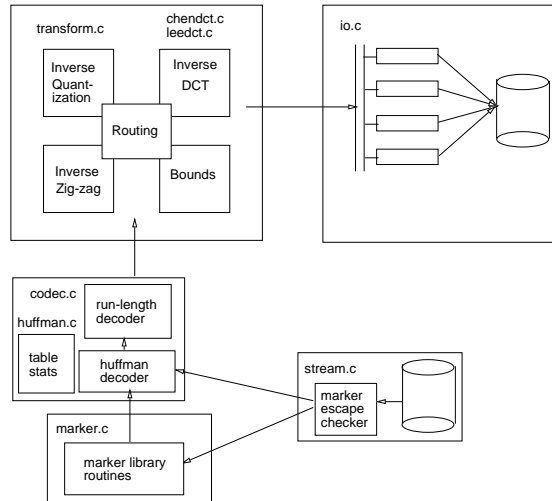 chendct.c
transform.c
leedct.c
io.c
Inverse
Quant-
ization
Inverse
DCT
Routing
Inverse
Zig-zag
Bounds
codec.c
huffman.c
run-length
decoder
table
stats
huffman
decoder
stream.c
marker
escape
checker
marker.c
marker library
routines